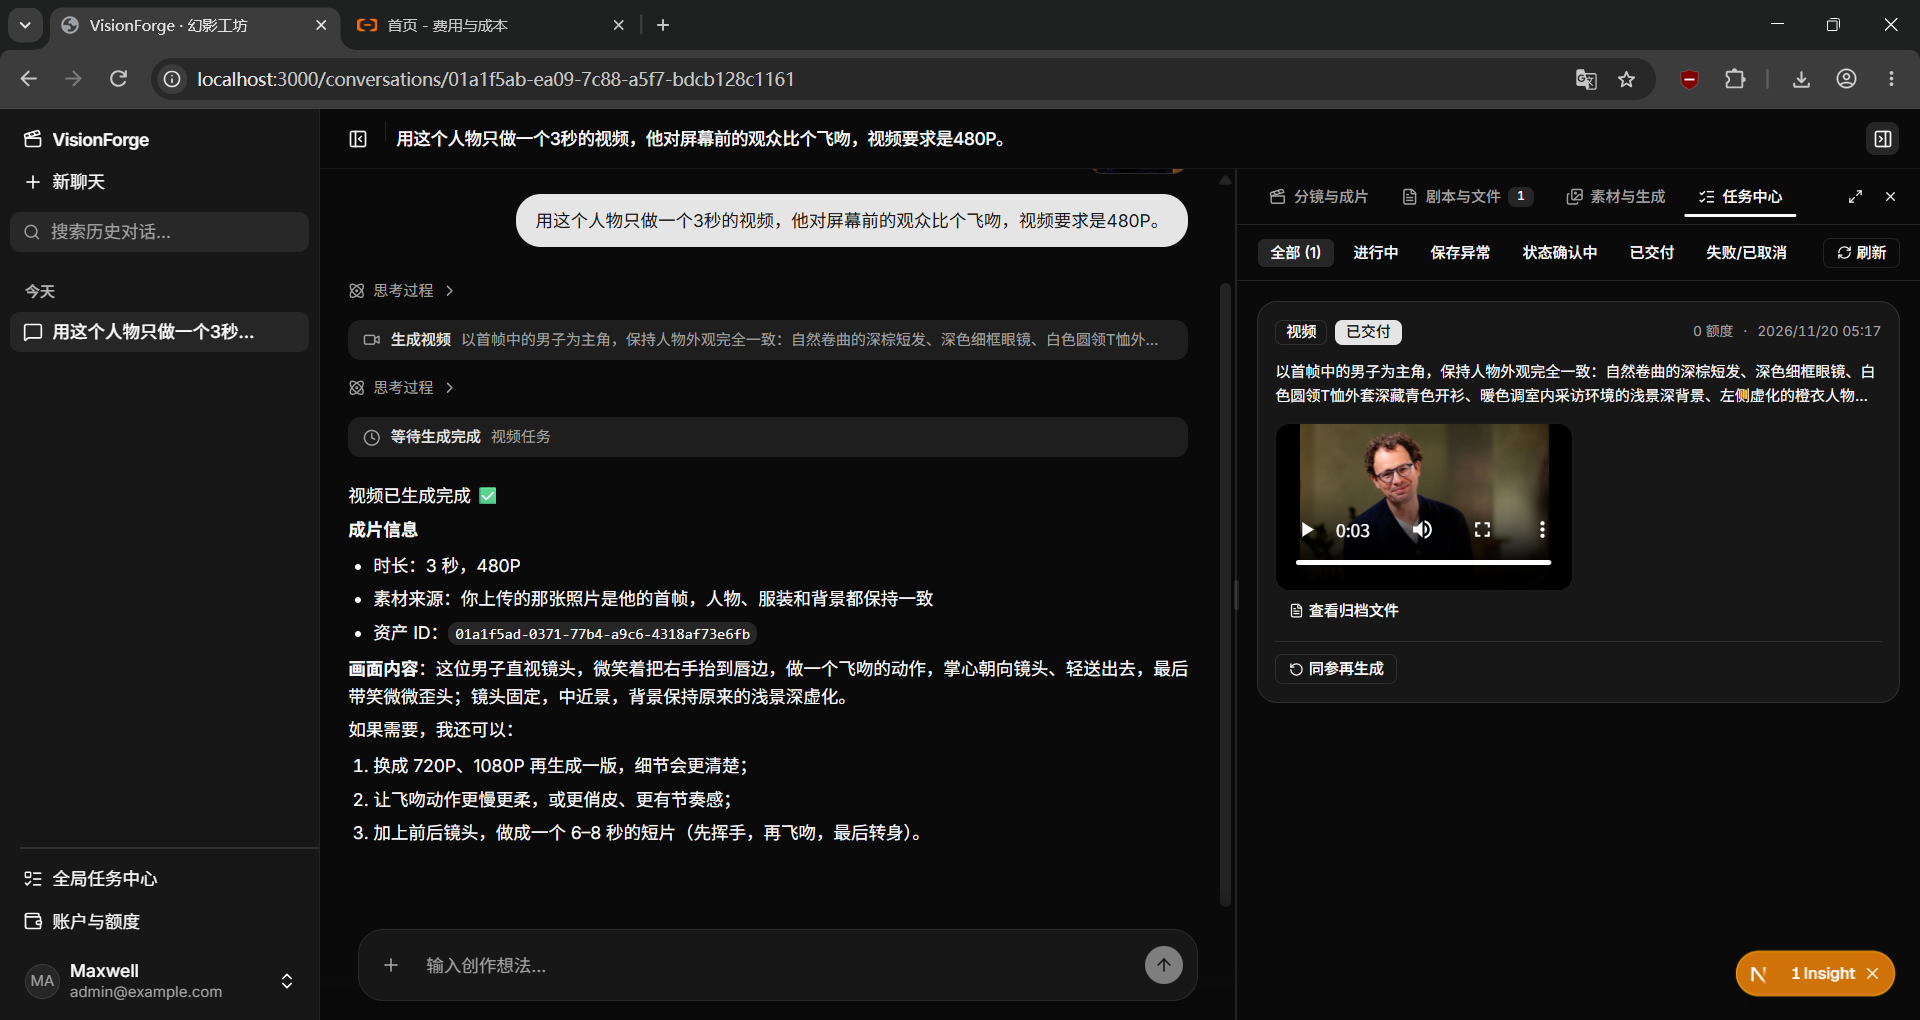 VisionForge · 幻影工坊
首页 - 费用与成本
localhost:3000/conversations/01a1f5ab-ea09-7c88-a5f7-bdcb128c1161
VisionForge
新聊天
搜索历史对话...
今天
用这个人物只做一个3秒...
全局任务中心
账户与额度
MA
Maxwell
admin@example.com
用这个人物只做一个3秒的视频，他对屏幕前的观众比个飞吻，视频要求是480P。
用这个人物只做一个3秒的视频，他对屏幕前的观众比个飞吻，视频要求是480P。
思考过程
生成视频 以首帧中的男子为主角，保持人物外观完全一致：自然卷曲的深棕短发、深色细框眼镜、白色圆领T恤外...
思考过程
等待生成完成 视频任务
视频已生成完成 ✅
成片信息
• 时长：3 秒，480P
• 素材来源：你上传的那张照片是他的首帧，人物、服装和背景都保持一致
• 资产 ID： 01a1f5ad-0371-77b4-a9c6-4318af73e6fb
画面内容：这位男子直视镜头，微笑着把右手抬到唇边，做一个飞吻的动作，掌心朝向镜头、轻送出去，最后
带笑微微歪头；镜头固定，中近景，背景保持原来的浅景深虚化。
如果需要，我还可以：
1. 换成 720P、1080P 再生成一版，细节会更清楚；
2. 让飞吻动作更慢更柔，或更俏皮、更有节奏感；
3. 加上前后镜头，做成一个 6–8 秒的短片（先挥手，再飞吻，最后转身）。
输入创作想法...
分镜与成片
剧本与文件 1
素材与生成
任务中心
全部 (1)
进行中
保存异常
状态确认中
已交付
失败/已取消
刷新
视频
已交付
0 额度 · 2026/11/20 05:17
以首帧中的男子为主角，保持人物外观完全一致：自然卷曲的深棕短发、深色细框眼镜、白
色圆领T恤外套深藏青色开衫、暖色调室内采访环境的浅景深背景、左侧虚化的橙衣人物...
0:03
查看归档文件
同参再生成
N 1 Insight